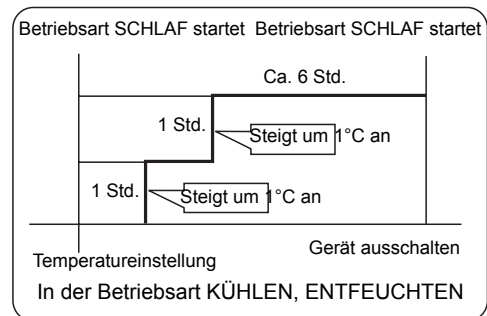 Betriebsart SCHLAF startet Betriebsart SCHLAF startet
Ca. 6 Std.
1 Std.
Steigt um 1°C an
1 Std.
Steigt um 1°C an
Gerät ausschalten
Temperatureinstellung
In der Betriebsart KÜHLEN, ENTFEUCHTEN